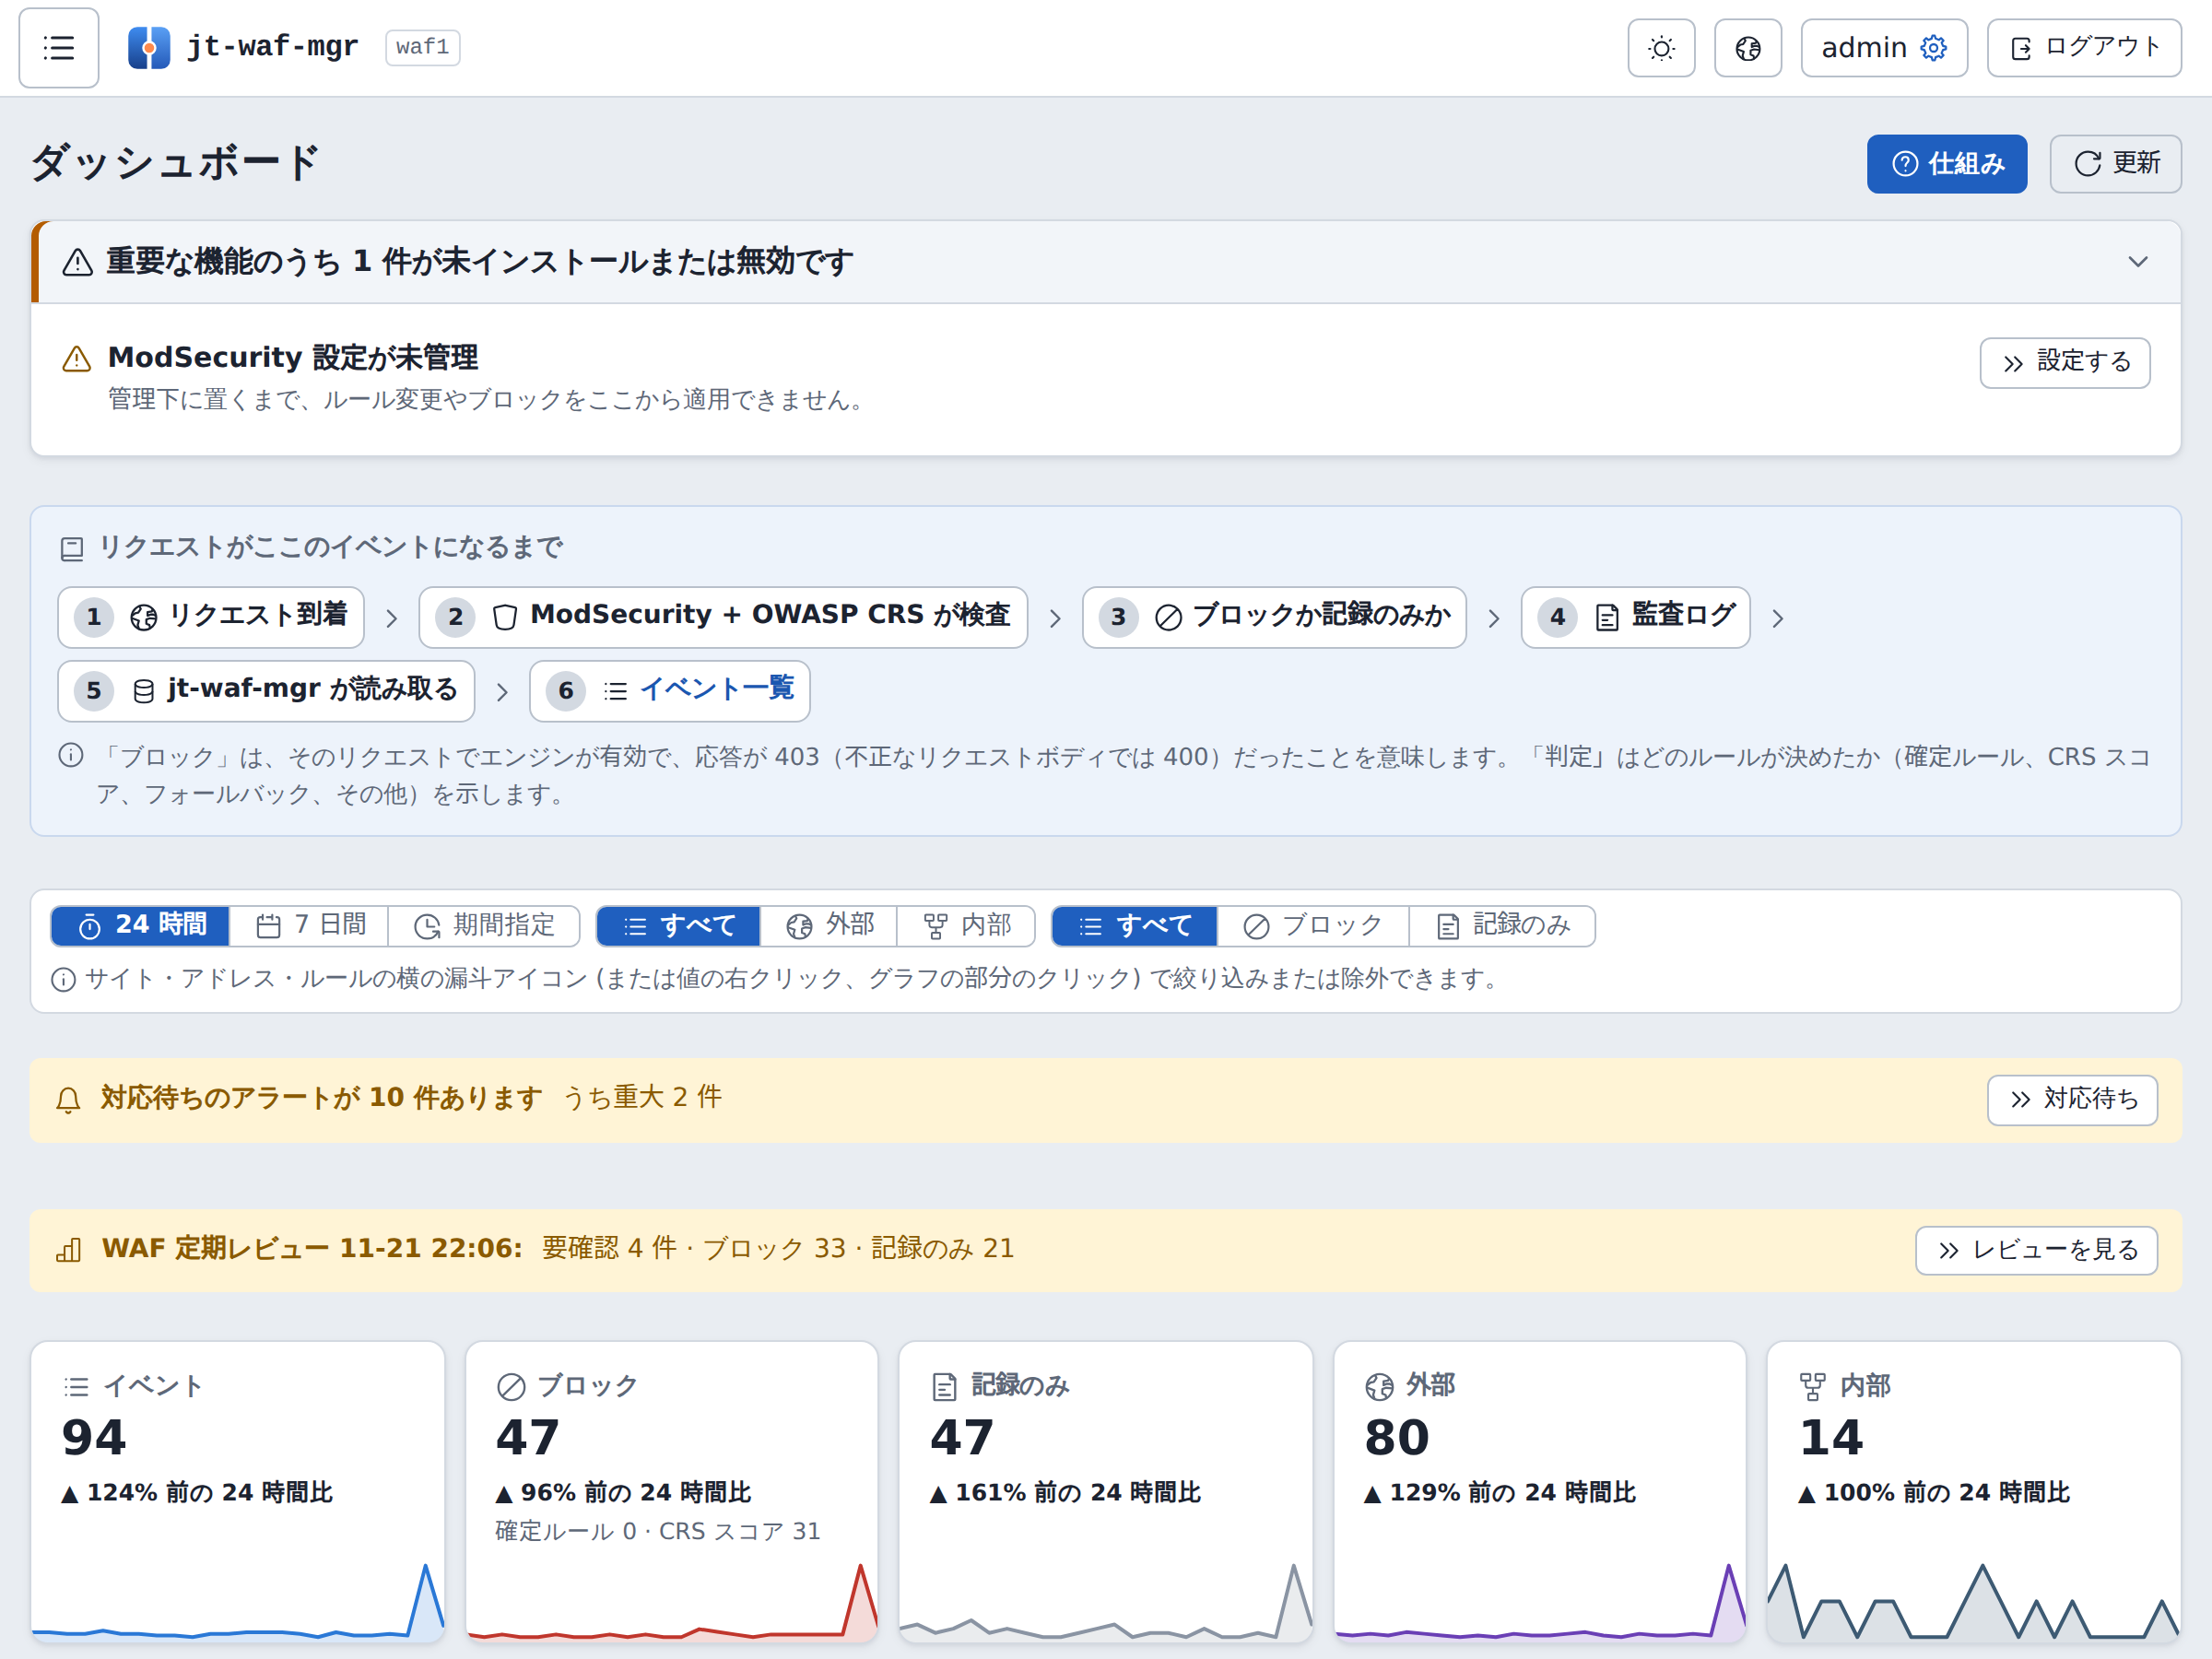 jt-waf-mgr waf1 admin ログアウト
ダッシュボード 仕組み 更新
重要な機能のうち 1 件が未インストールまたは無効です
ModSecurity 設定が未管理 設定する
管理下に置くまで、ルール変更やブロックをここから適用できません。
リクエストがここのイベントになるまで
1 リクエスト到着 2 ModSecurity + OWASP CRS が検査 3 ブロックか記録のみか 4 監査ログ
5 jt-waf-mgr が読み取る 6 イベント一覧
「ブロック」は、そのリクエストでエンジンが有効で、応答が 403（不正なリクエストボディでは 400）だったことを意味します。「判定」はどのルールが決めたか（確定ルール、CRS スコ
ア、フォールバック、その他）を示します。
24 時間 7 日間 期間指定 すべて 外部 内部 すべて ブロック 記録のみ
サイト・アドレス・ルールの横の漏斗アイコン (または値の右クリック、グラフの部分のクリック) で絞り込みまたは除外できます。
対応待ちのアラートが 10 件あります うち重大 2 件 対応待ち
WAF 定期レビュー 11-21 22:06: 要確認 4 件 · ブロック 33 · 記録のみ 21 レビューを見る
イベント
94
▲ 124% 前の 24 時間比
ブロック
47
▲ 96% 前の 24 時間比
確定ルール 0 · CRS スコア 31
記録のみ
47
▲ 161% 前の 24 時間比
外部
80
▲ 129% 前の 24 時間比
内部
14
▲ 100% 前の 24 時間比